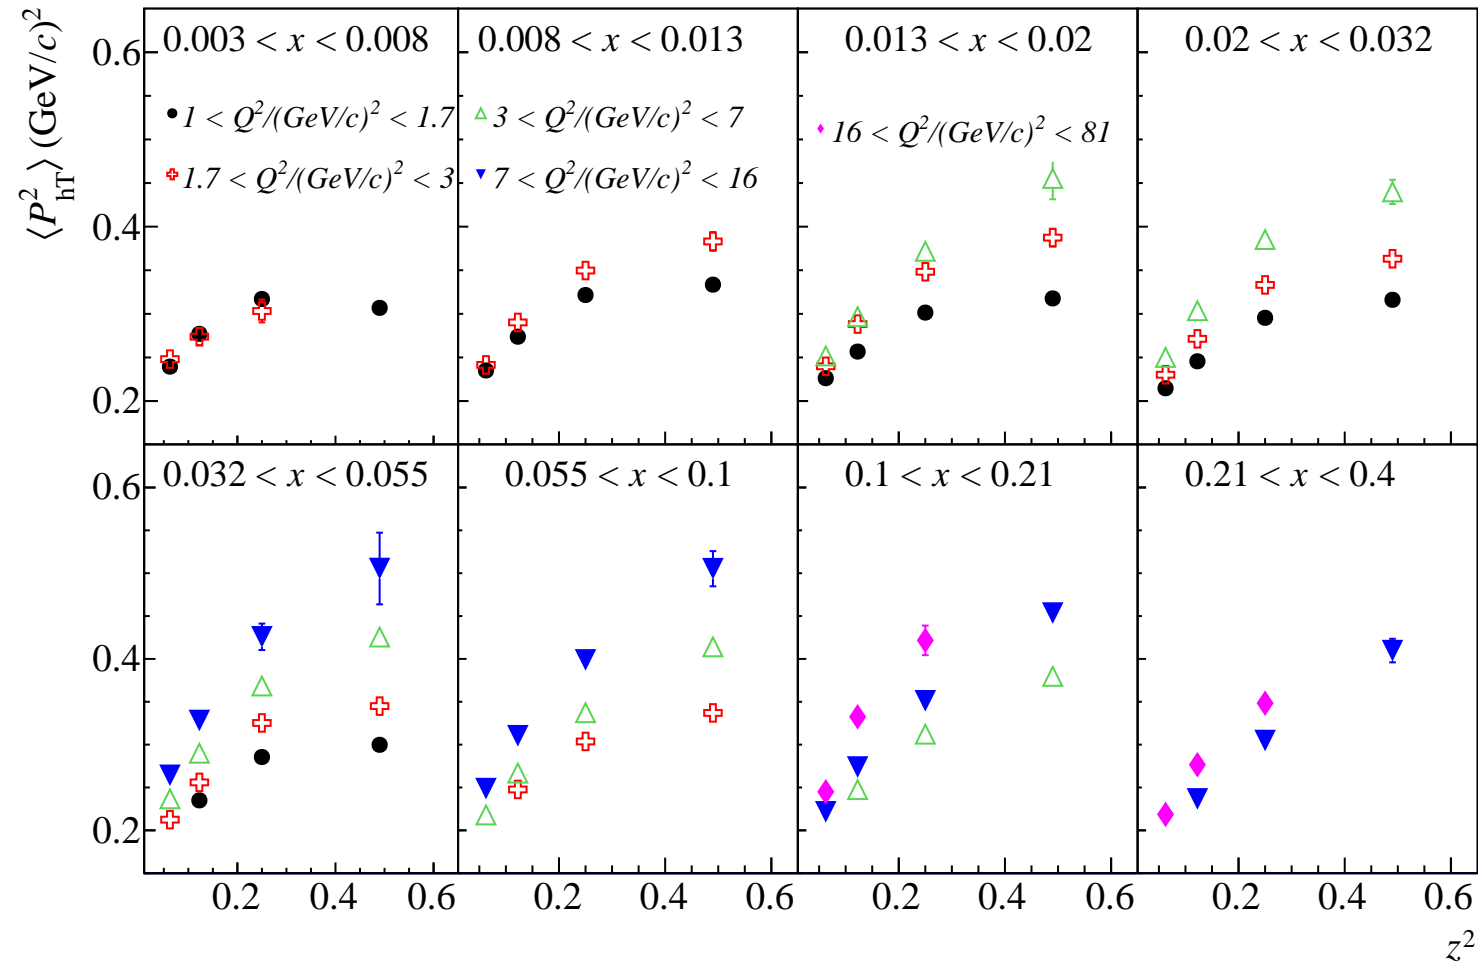 ⟨P²hT⟩ (GeV/c)²
0.003 < x < 0.008
0.008 < x < 0.013
0.013 < x < 0.02
0.02 < x < 0.032
1 < Q²/(GeV/c)² < 1.7
3 < Q²/(GeV/c)² < 7
16 < Q²/(GeV/c)² < 81
1.7 < Q²/(GeV/c)² < 3
7 < Q²/(GeV/c)² < 16
0.6
0.4
0.2
0.032 < x < 0.055
0.055 < x < 0.1
0.1 < x < 0.21
0.21 < x < 0.4
0.6
0.4
0.2
0.2 0.4 0.6 0.2 0.4 0.6 0.2 0.4 0.6 0.2 0.4 0.6
z²